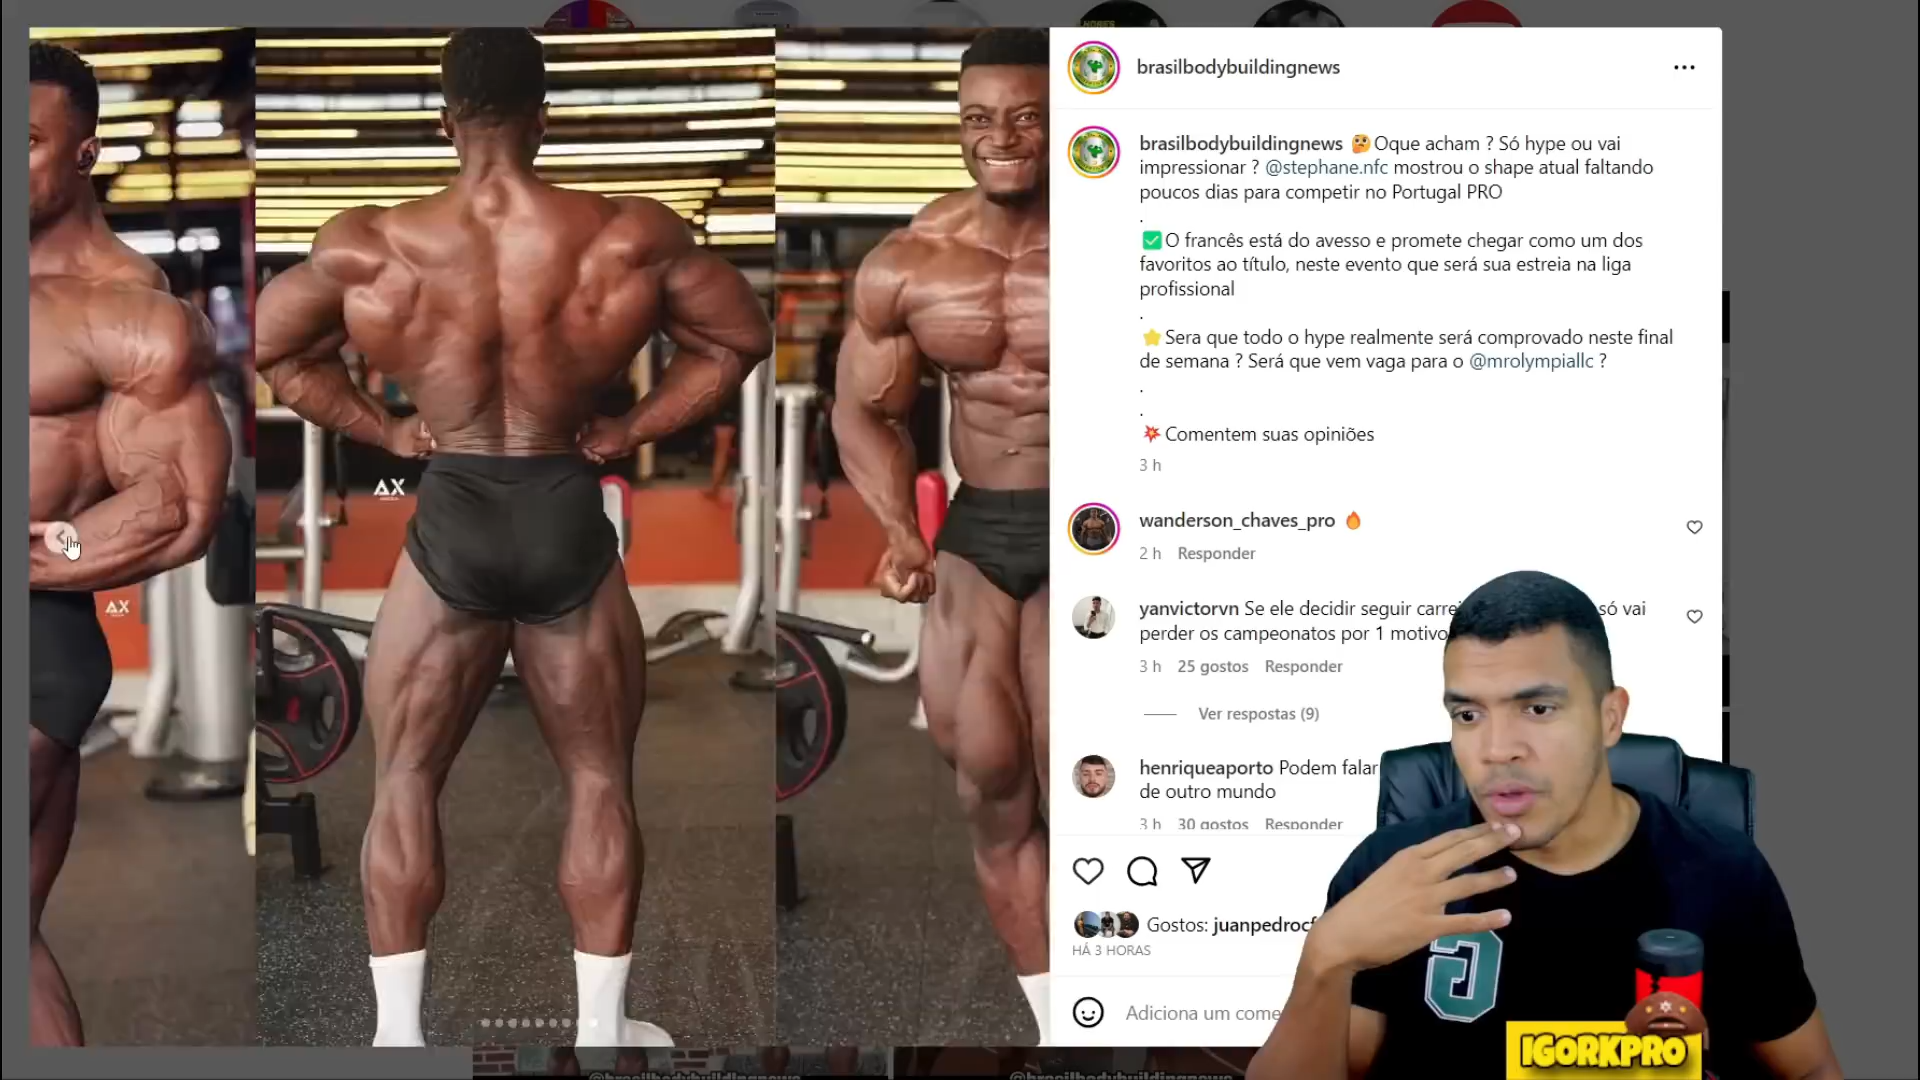 brasilbodybuildingnews
brasilbodybuildingnews 🤔Oque acham ? Só hype ou vai
impressionar ? @stephane.nfc mostrou o shape atual faltando
poucos dias para competir no Portugal PRO
.
✅O francês está do avesso e promete chegar como um dos
favoritos ao título, neste evento que será sua estreia na liga
profissional
.
⭐Sera que todo o hype realmente será comprovado neste final
de semana ? Será que vem vaga para o @mrolympiallc ?
.
.
💥Comentem suas opiniões
3 h
wanderson_chaves_pro 🔥
2 h Responder
yanvictorvn Se ele decidir seguir só vai
perder os campeonatos por 1 motivo
3 h 25 gostos Responder
Ver respostas (9)
henriqueaporto Podem falar
de outro mundo
3 h 30 gostos Responder
Gostos:
HÁ 3 HORAS
Adiciona um
AX
AX
G
IGORKPRO